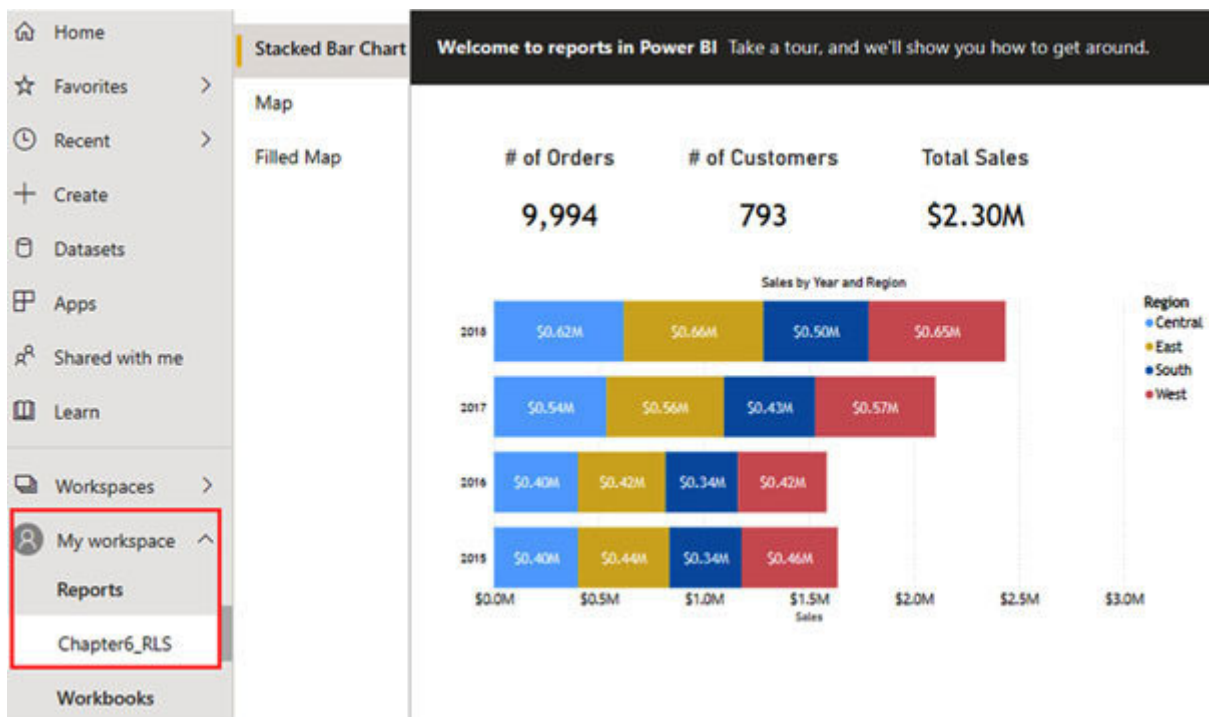 Home
Favorites
Recent
Create
Datasets
Apps
Shared with me
Learn
Workspaces
My workspace
Reports
Chapter6_RLS
Workbooks
Stacked Bar Chart
Map
Filled Map
Welcome to reports in Power BI Take a tour, and we'll show you how to get around.
# of Orders # of Customers Total Sales
9,994 793 $2.30M
Sales by Year and Region
2018 $0.62M $0.66M $0.50M $0.65M
2017 $0.54M $0.56M $0.43M $0.57M
2016 $0.40M $0.42M $0.34M $0.42M
2015 $0.40M $0.44M $0.34M $0.46M
$0.0M $0.5M $1.0M $1.5M $2.0M $2.5M $3.0M
Sales
Region
Central
East
South
West